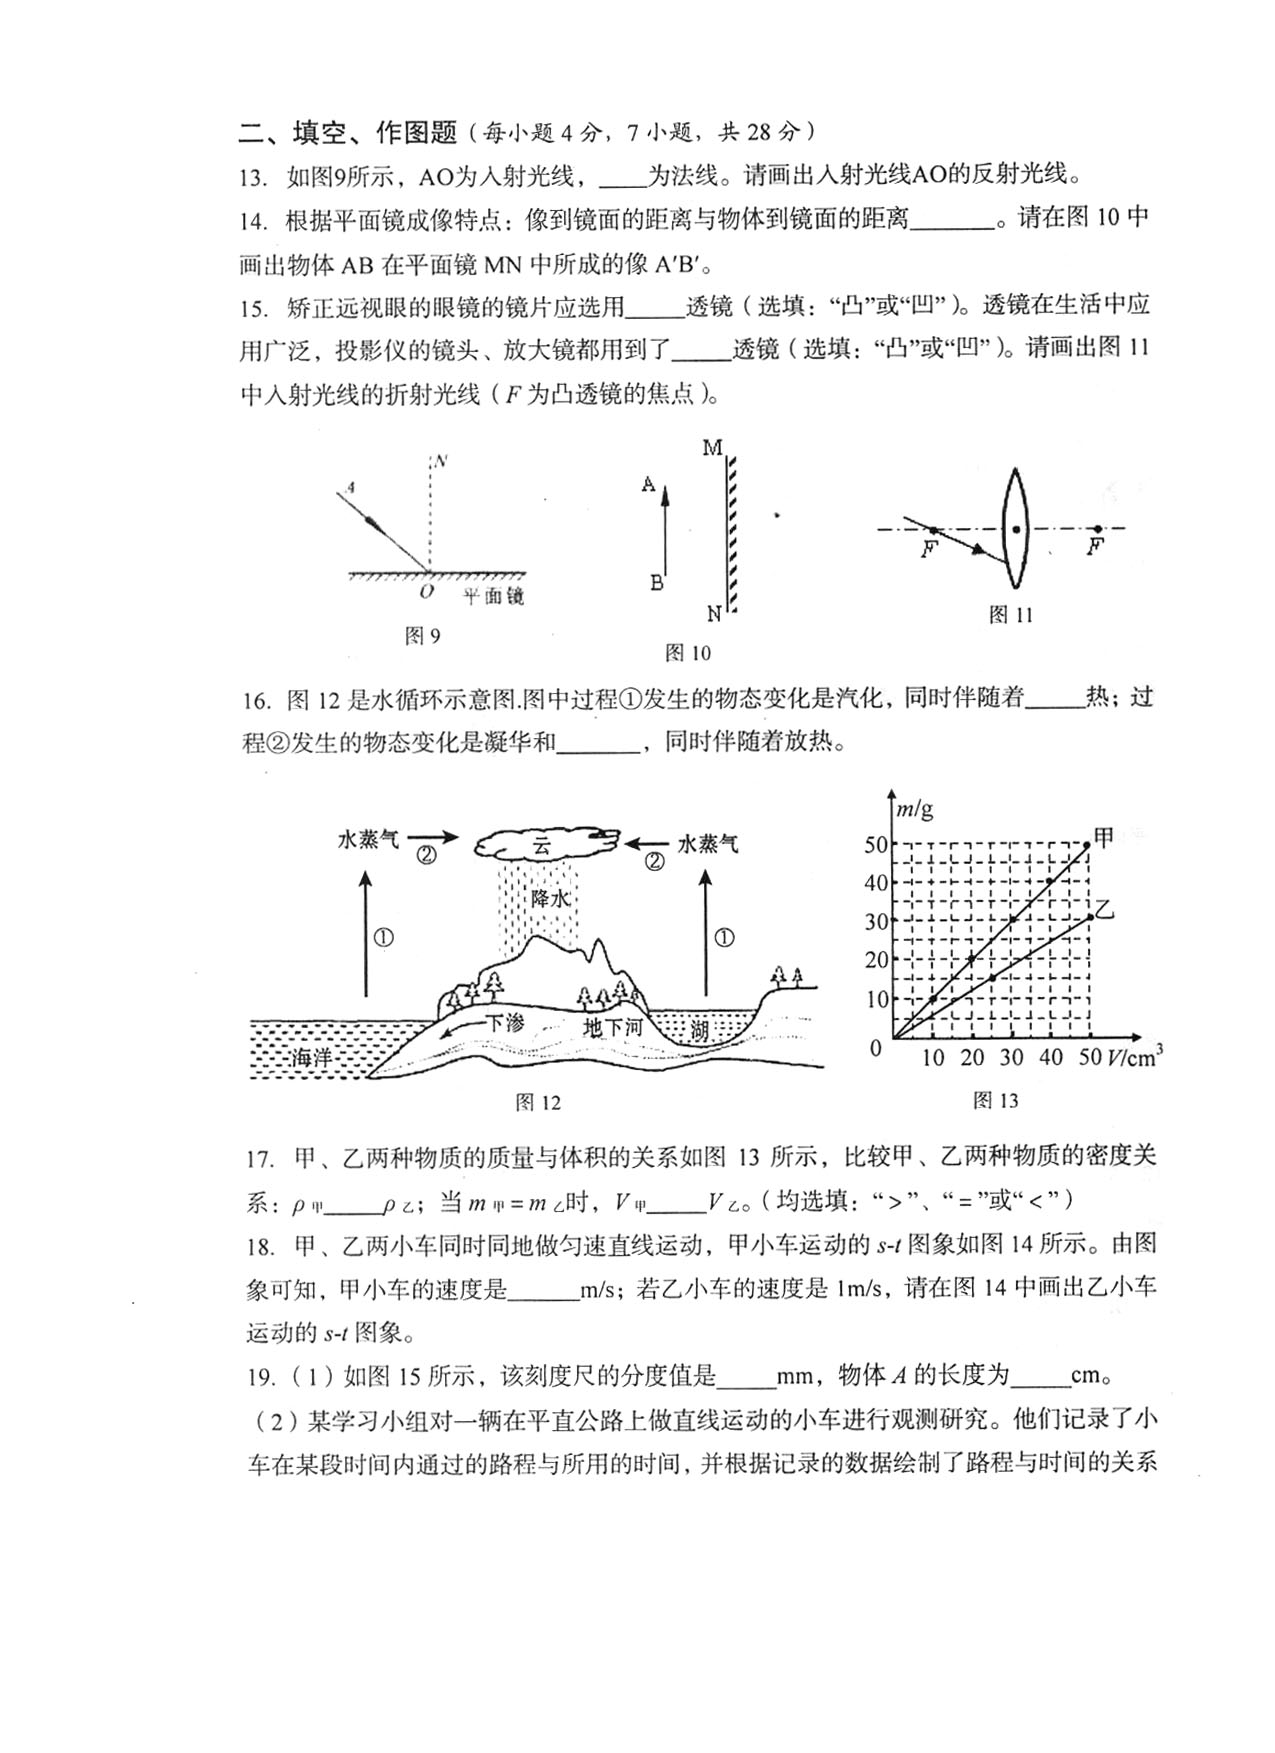 二、填空、作图题（每小题4分，7小题，共28分）
13. 如图9所示，AO为入射光线，____为法线。请画出入射光线AO的反射光线。
14. 根据平面镜成像特点：像到镜面的距离与物体到镜面的距离_______。请在图 10 中
画出物体 AB 在平面镜 MN 中所成的像 A′B′。
15. 矫正远视眼的眼镜的镜片应选用_____透镜（选填：“凸”或“凹”）。透镜在生活中应
用广泛，投影仪的镜头、放大镜都用到了_____透镜（选填：“凸”或“凹”）。请画出图 11
中入射光线的折射光线（F 为凸透镜的焦点）。
A
N
O
平面镜
图 9
M
A
B
N
图 10
F
F
图 11
16. 图 12 是水循环示意图.图中过程①发生的物态变化是汽化，同时伴随着_____热；过
程②发生的物态变化是凝华和_______，同时伴随着放热。
水蒸气
②
云
②
水蒸气
降水
①
①
下渗
地下河
湖
海洋
图 12
m/g
50
40
30
20
10
0
10 20 30 40 50 V/cm³
甲
乙
图 13
17. 甲、乙两种物质的质量与体积的关系如图 13 所示，比较甲、乙两种物质的密度关
系：ρ甲_____ρ乙；当 m甲=m乙时，V甲_____V乙。（均选填：“＞”、“＝”或“＜”）
18. 甲、乙两小车同时同地做匀速直线运动，甲小车运动的 s-t 图象如图 14 所示。由图
象可知，甲小车的速度是______m/s；若乙小车的速度是 1m/s，请在图 14 中画出乙小车
运动的 s-t 图象。
19.（1）如图 15 所示，该刻度尺的分度值是_____mm，物体 A 的长度为_____cm。
（2）某学习小组对一辆在平直公路上做直线运动的小车进行观测研究。他们记录了小
车在某段时间内通过的路程与所用的时间，并根据记录的数据绘制了路程与时间的关系